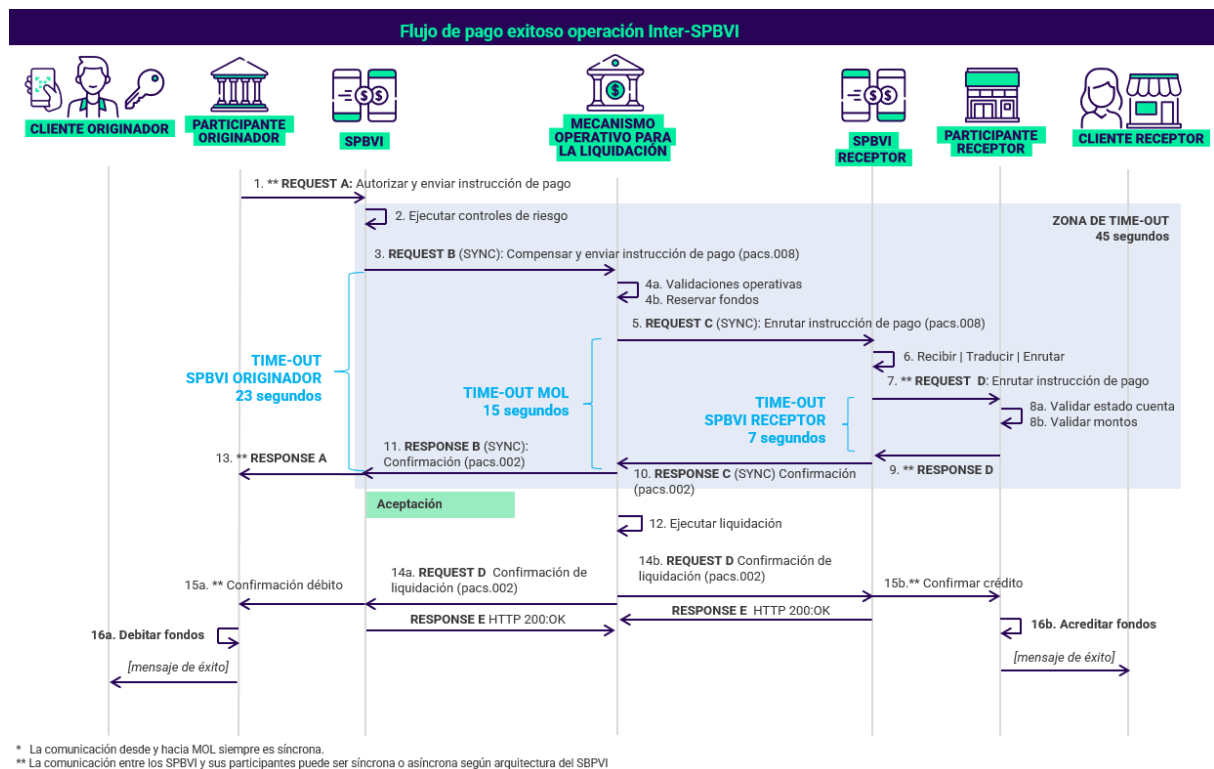 Flujo de pago exitoso operación Inter-SPBVI
CLIENTE ORIGINADOR
PARTICIPANTE
ORIGINADOR
SPBVI
MECANISMO
OPERATIVO PARA
LA LIQUIDACIÓN
SPBVI
RECEPTOR
PARTICIPANTE
RECEPTOR
CLIENTE RECEPTOR
1. ** REQUEST A: Autorizar y enviar instrucción de pago
2. Ejecutar controles de riesgo
ZONA DE TIME-OUT
45 segundos
3. REQUEST B (SYNC): Compensar y enviar instrucción de pago (pacs.008)
4a. Validaciones operativas
4b. Reservar fondos
5. REQUEST C (SYNC): Enrutar instrucción de pago (pacs.008)
6. Recibir | Traducir | Enrutar
7. ** REQUEST D: Enrutar instrucción de pago
TIME-OUT
SPBVI ORIGINADOR
23 segundos
TIME-OUT MOL
15 segundos
TIME-OUT
SPBVI RECEPTOR
7 segundos
8a. Validar estado cuenta
8b. Validar montos
9. ** RESPONSE D
10. RESPONSE C (SYNC) Confirmación
(pacs.002)
11. RESPONSE B (SYNC):
Confirmación (pacs.002)
13. ** RESPONSE A
Aceptación
12. Ejecutar liquidación
14a. REQUEST D Confirmación de
liquidación (pacs.002)
14b. REQUEST D Confirmación de
liquidación (pacs.002)
15a. ** Confirmación débito
15b.** Confirmar crédito
RESPONSE E HTTP 200:OK
RESPONSE E HTTP 200:OK
16a. Debitar fondos
16b. Acreditar fondos
[mensaje de éxito]
[mensaje de éxito]
* La comunicación desde y hacia MOL siempre es síncrona.
** La comunicación entre los SPBVI y sus participantes puede ser síncrona o asíncrona según arquitectura del SBPVI